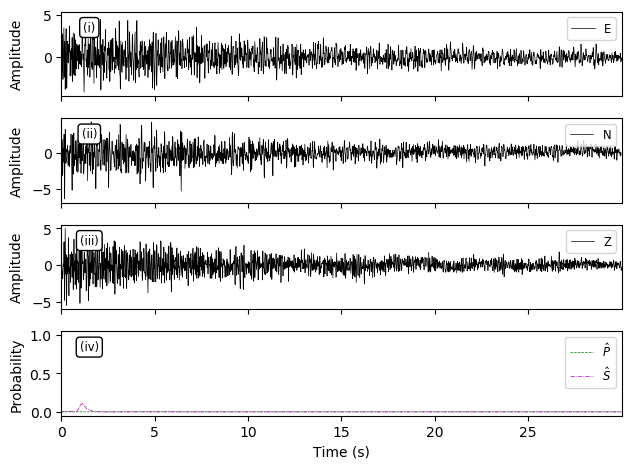 5
0
Amplitude
(i)
E
0
−5
Amplitude
(ii)
N
5
0
−5
Amplitude
(iii)
Z
1.0
0.5
0.0
Probability
(iv)
P̂
Ŝ
0
5
10
15
20
25
Time (s)